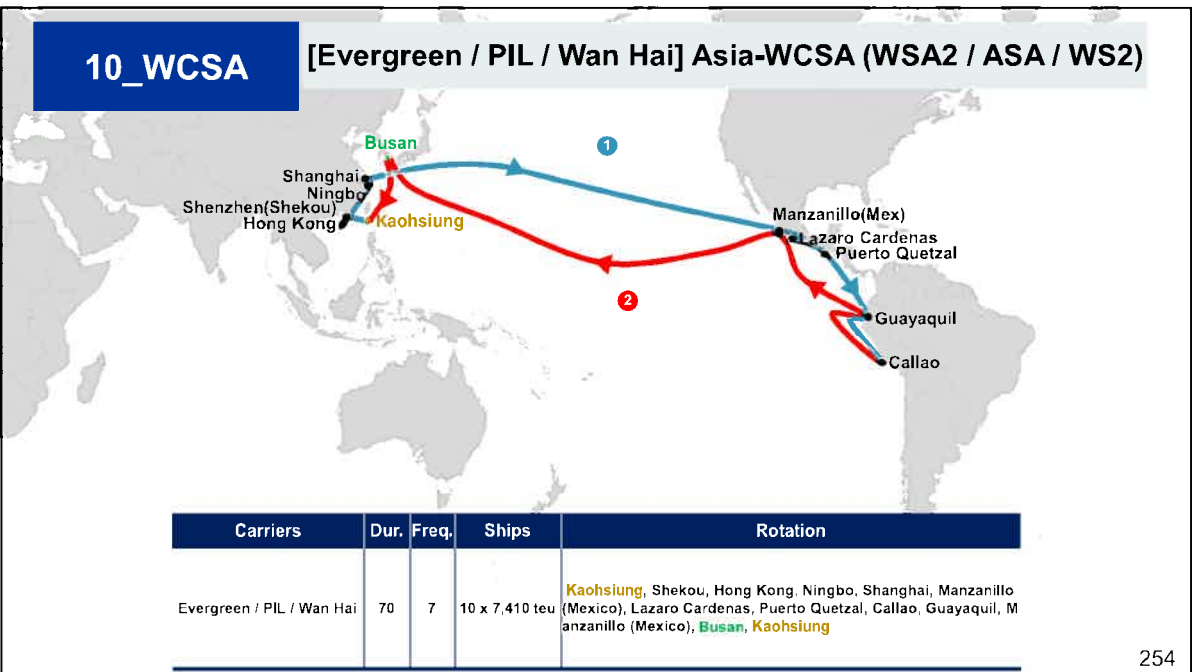 10_WCSA
[Evergreen / PIL / Wan Hai] Asia-WCSA (WSA2 / ASA / WS2)
Busan
1
Shanghai
Ningbo
Shenzhen(Shekou)
Hong Kong
Kaohsiung
Manzanillo(Mex)
Lazaro Cardenas
Puerto Quetzal
2
Guayaquil
Callao
Carriers Dur. Freq. Ships Rotation
Kaohsiung, Shekou, Hong Kong, Ningbo, Shanghai, Manzanillo
Evergreen / PIL / Wan Hai 70 7 10 x 7,410 teu (Mexico), Lazaro Cardenas, Puerto Quetzal, Callao, Guayaquil, M
anzanillo (Mexico), Busan, Kaohsiung
254